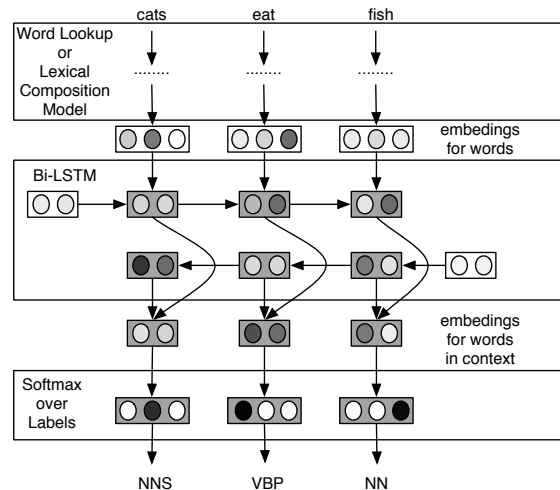 cats eat fish
Word Lookup
or
Lexical
Composition
Model
embedings
for words
Bi-LSTM
embedings
for words
in context
Softmax
over
Labels
NNS VBP NN